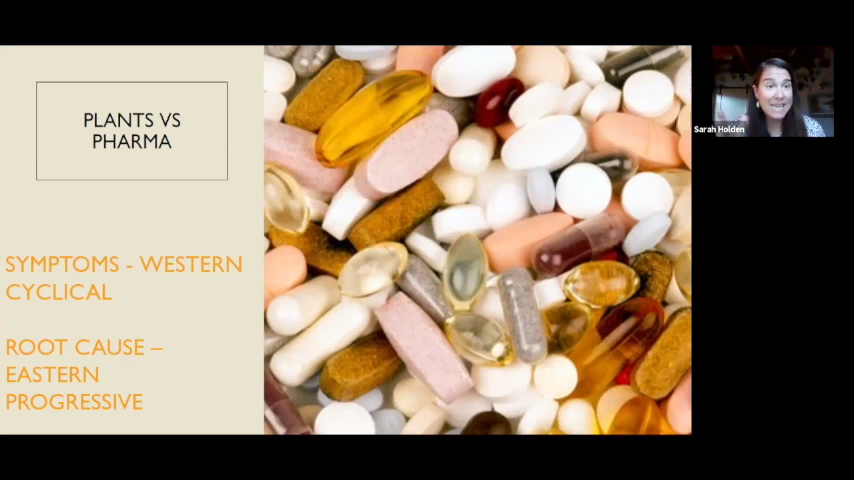 PLANTS VS
PHARMA
SYMPTOMS - WESTERN
CYCLICAL
ROOT CAUSE –
EASTERN
PROGRESSIVE
Sarah Holden